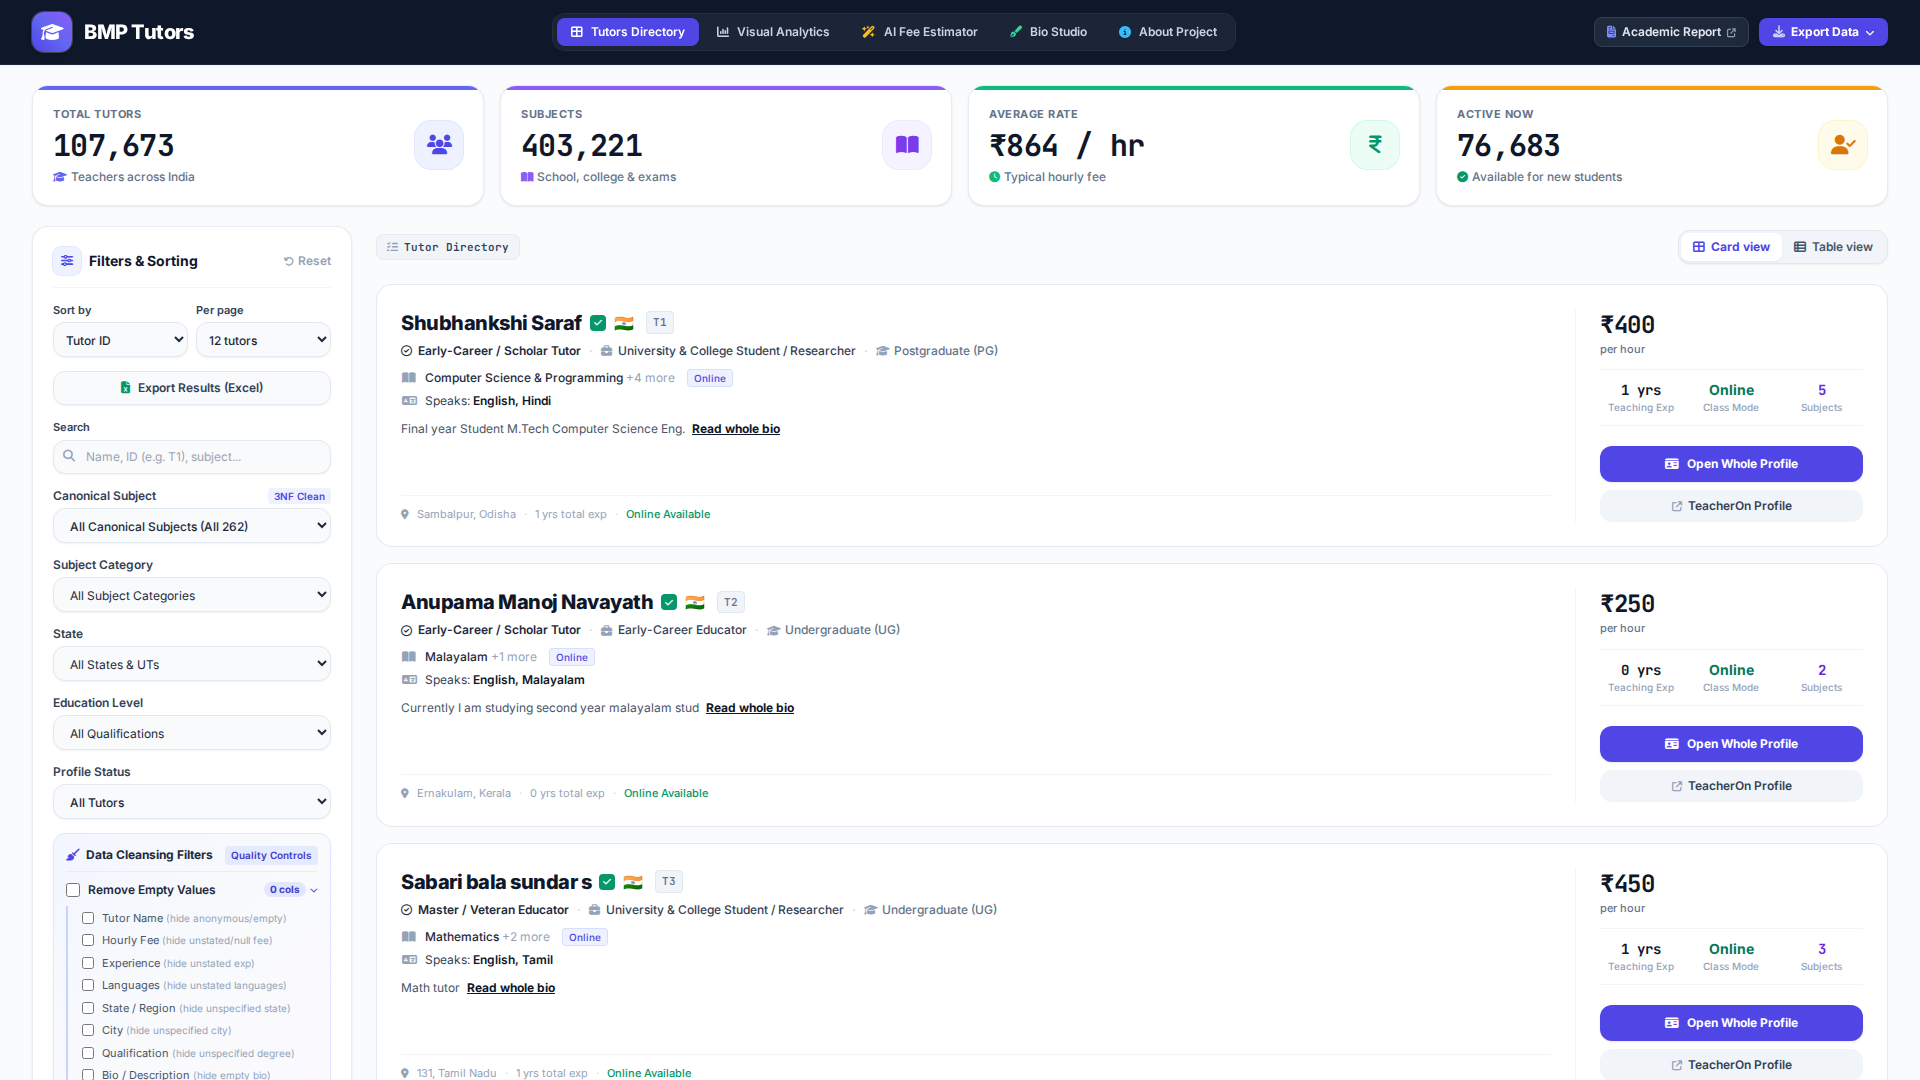 BMP Tutors
Tutors Directory
Visual Analytics
AI Fee Estimator
Bio Studio
About Project
Academic Report
Export Data
TOTAL TUTORS
107,673
Teachers across India
SUBJECTS
403,221
School, college & exams
AVERAGE RATE
₹864 / hr
Typical hourly fee
ACTIVE NOW
76,683
Available for new students
Filters & Sorting
Reset
Sort by
Per page
Tutor ID
12 tutors
Export Results (Excel)
Search
Name, ID (e.g. T1), subject...
Canonical Subject
3NF Clean
All Canonical Subjects (All 262)
Subject Category
All Subject Categories
State
All States & UTs
Education Level
All Qualifications
Profile Status
All Tutors
Data Cleansing Filters
Quality Controls
Remove Empty Values
0 cols
Tutor Name (hide anonymous/empty)
Hourly Fee (hide unstated/null fee)
Experience (hide unstated exp)
Languages (hide unstated languages)
State / Region (hide unspecified state)
City (hide unspecified city)
Qualification (hide unspecified degree)
Bio / Description (hide empty bio)
Tutor Directory
Card view
Table view
Shubhankshi Saraf T1
Early-Career / Scholar Tutor · University & College Student / Researcher · Postgraduate (PG)
Computer Science & Programming +4 more Online
Speaks: English, Hindi
Final year Student M.Tech Computer Science Eng. Read whole bio
Sambalpur, Odisha · 1 yrs total exp · Online Available
₹400
per hour
1 yrs Online 5
Teaching Exp Class Mode Subjects
Open Whole Profile
TeacherOn Profile
Anupama Manoj Navayath T2
Early-Career / Scholar Tutor · Early-Career Educator · Undergraduate (UG)
Malayalam +1 more Online
Speaks: English, Malayalam
Currently I am studying second year malayalam stud Read whole bio
Ernakulam, Kerala · 0 yrs total exp · Online Available
₹250
per hour
0 yrs Online 2
Teaching Exp Class Mode Subjects
Open Whole Profile
TeacherOn Profile
Sabari bala sundar s T3
Master / Veteran Educator · University & College Student / Researcher · Undergraduate (UG)
Mathematics +2 more Online
Speaks: English, Tamil
Math tutor Read whole bio
131, Tamil Nadu · 1 yrs total exp · Online Available
₹450
per hour
1 yrs Online 3
Teaching Exp Class Mode Subjects
Open Whole Profile
TeacherOn Profile